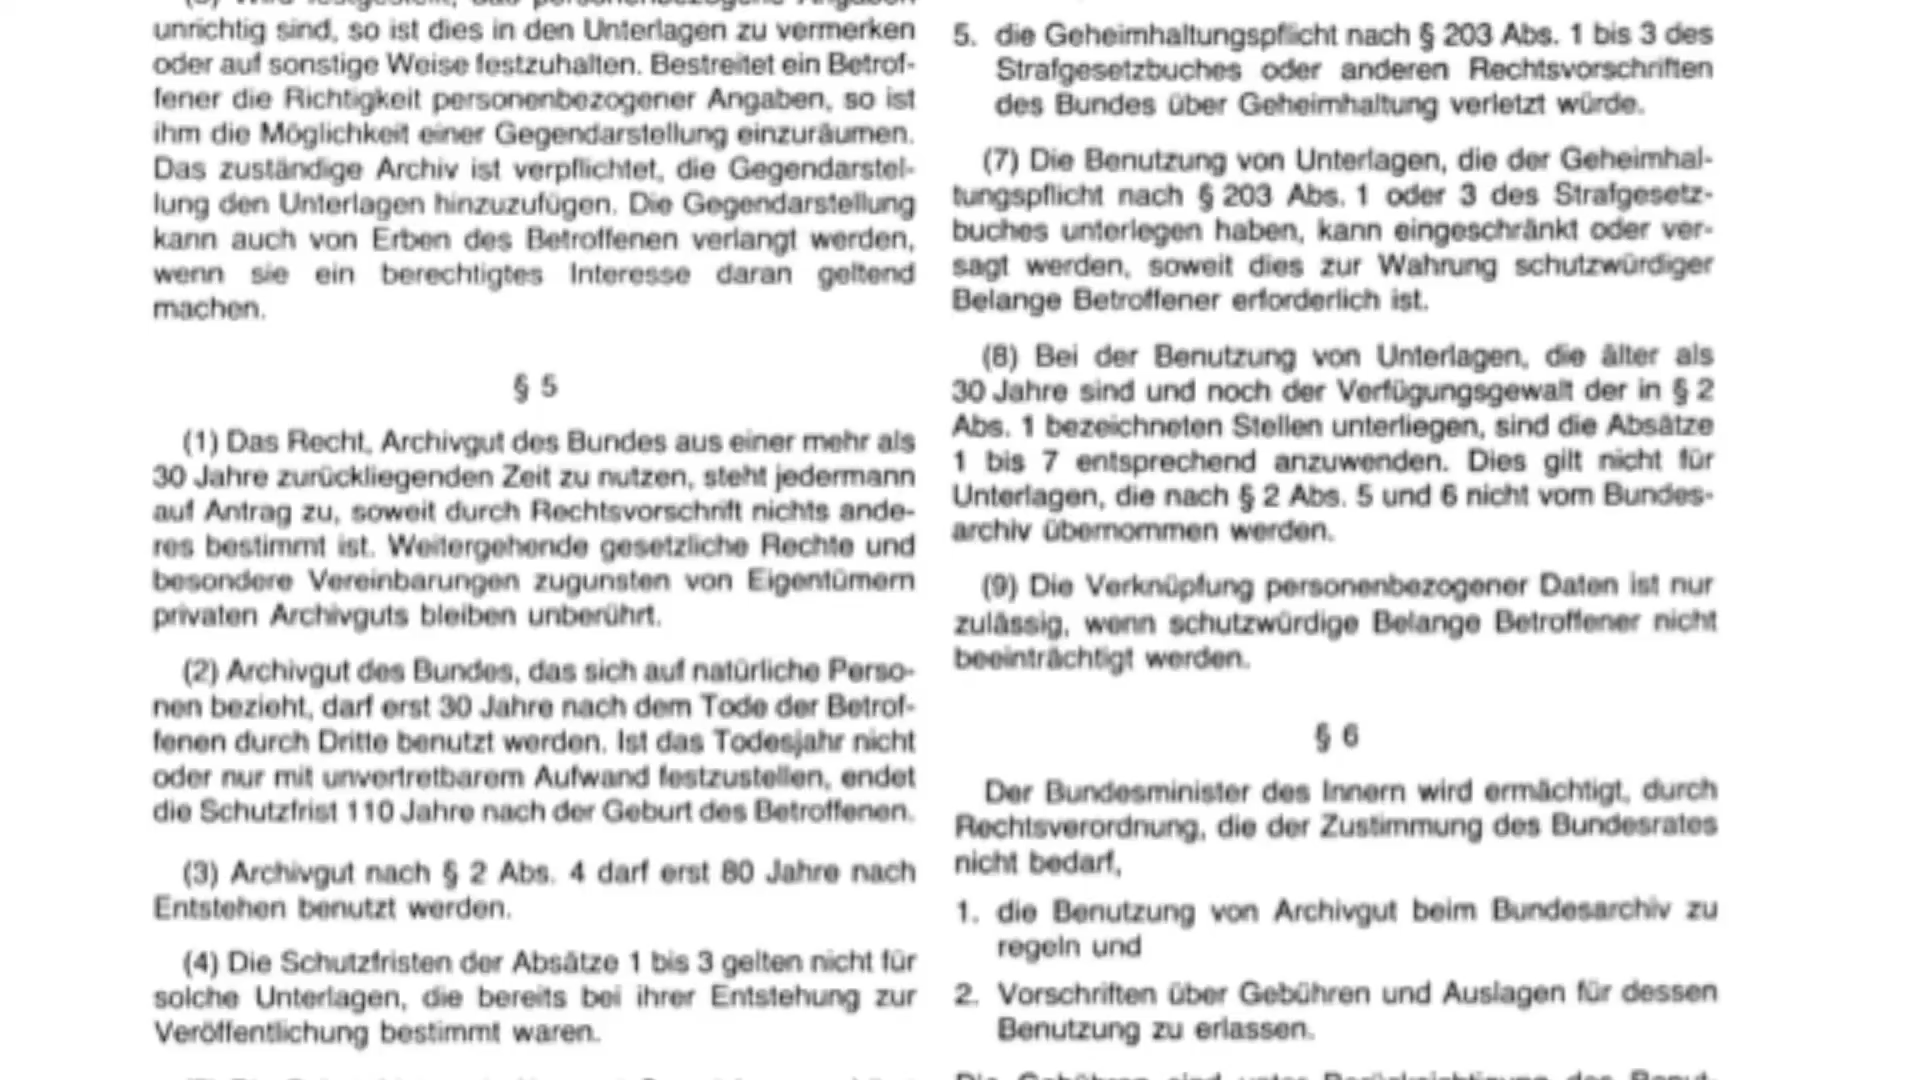 unrichtig sind, so ist dies in den Unterlagen zu vermerken
oder auf sonstige Weise festzuhalten. Bestreitet ein Betrof-
fener die Richtigkeit personenbezogener Angaben, so ist
ihm die Möglichkeit einer Gegendarstellung einzuräumen.
Das zuständige Archiv ist verpflichtet, die Gegendarstel-
lung den Unterlagen hinzuzufügen. Die Gegendarstellung
kann auch von Erben des Betroffenen verlangt werden,
wenn sie ein berechtigtes Interesse daran geltend
machen.
§ 5
(1) Das Recht, Archivgut des Bundes aus einer mehr als
30 Jahre zurückliegenden Zeit zu nutzen, steht jedermann
auf Antrag zu, soweit durch Rechtsvorschrift nichts ande-
res bestimmt ist. Weitergehende gesetzliche Rechte und
besondere Vereinbarungen zugunsten von Eigentümern
privaten Archivguts bleiben unberührt.
(2) Archivgut des Bundes, das sich auf natürliche Perso-
nen bezieht, darf erst 30 Jahre nach dem Tode der Betrof-
fenen durch Dritte benutzt werden. Ist das Todesjahr nicht
oder nur mit unvertretbarem Aufwand festzustellen, endet
die Schutzfrist 110 Jahre nach der Geburt des Betroffenen.
(3) Archivgut nach § 2 Abs. 4 darf erst 80 Jahre nach
Entstehen benutzt werden.
(4) Die Schutzfristen der Absätze 1 bis 3 gelten nicht für
solche Unterlagen, die bereits bei ihrer Entstehung zur
Veröffentlichung bestimmt waren.
5. die Geheimhaltungspflicht nach § 203 Abs. 1 bis 3 des
Strafgesetzbuches oder anderen Rechtsvorschriften
des Bundes über Geheimhaltung verletzt würde.
(7) Die Benutzung von Unterlagen, die der Geheimhal-
tungspflicht nach § 203 Abs. 1 oder 3 des Strafgesetz-
buches unterlegen haben, kann eingeschränkt oder ver-
sagt werden, soweit dies zur Wahrung schutzwürdiger
Belange Betroffener erforderlich ist.
(8) Bei der Benutzung von Unterlagen, die älter als
30 Jahre sind und noch der Verfügungsgewalt der in § 2
Abs. 1 bezeichneten Stellen unterliegen, sind die Absätze
1 bis 7 entsprechend anzuwenden. Dies gilt nicht für
Unterlagen, die nach § 2 Abs. 5 und 6 nicht vom Bundes-
archiv übernommen werden.
(9) Die Verknüpfung personenbezogener Daten ist nur
zulässig, wenn schutzwürdige Belange Betroffener nicht
beeinträchtigt werden.
§ 6
Der Bundesminister des Innern wird ermächtigt, durch
Rechtsverordnung, die der Zustimmung des Bundesrates
nicht bedarf,
1. die Benutzung von Archivgut beim Bundesarchiv zu
regeln und
2. Vorschriften über Gebühren und Auslagen für dessen
Benutzung zu erlassen.